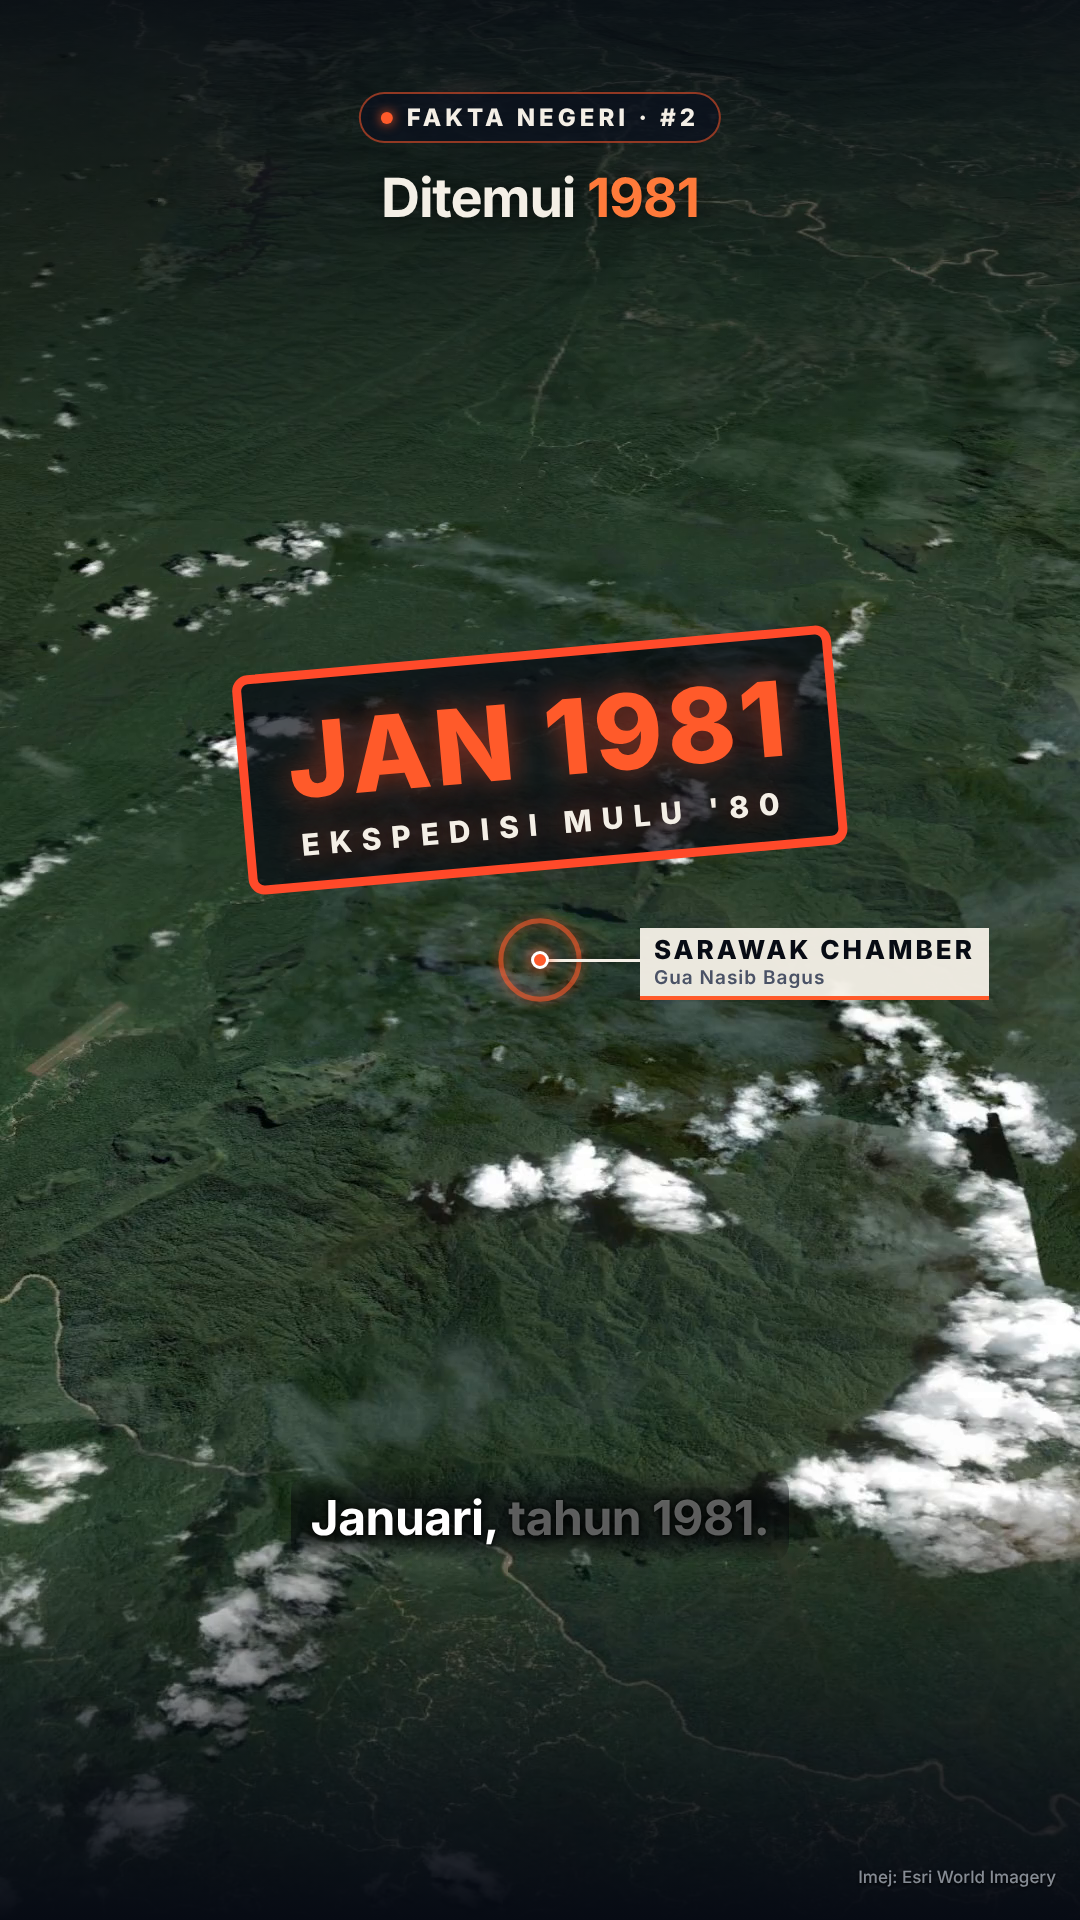 FAKTA NEGERI · #2
Ditemui 1981
JAN 1981
EKSPEDISI MULU '80
SARAWAK CHAMBER
Gua Nasib Bagus
Januari, tahun 1981.
Imej: Esri World Imagery